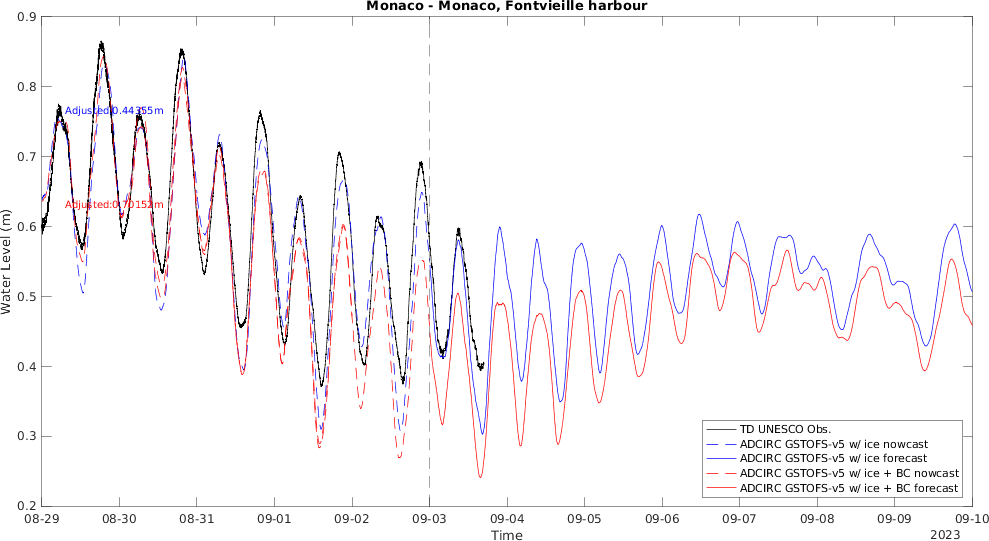 Monaco - Monaco, Fontvieille harbour
0.9
0.8
0.7
0.6
0.5
0.4
0.3
0.2
Water Level (m)
Adjusted:0.44355m
Adjusted:0.70152m
TD UNESCO Obs.
ADCIRC GSTOFS-v5 w/ ice nowcast
ADCIRC GSTOFS-v5 w/ ice forecast
ADCIRC GSTOFS-v5 w/ ice + BC nowcast
ADCIRC GSTOFS-v5 w/ ice + BC forecast
08-29 08-30 08-31 09-01 09-02 09-03 09-04 09-05 09-06 09-07 09-08 09-09 09-10
Time
2023